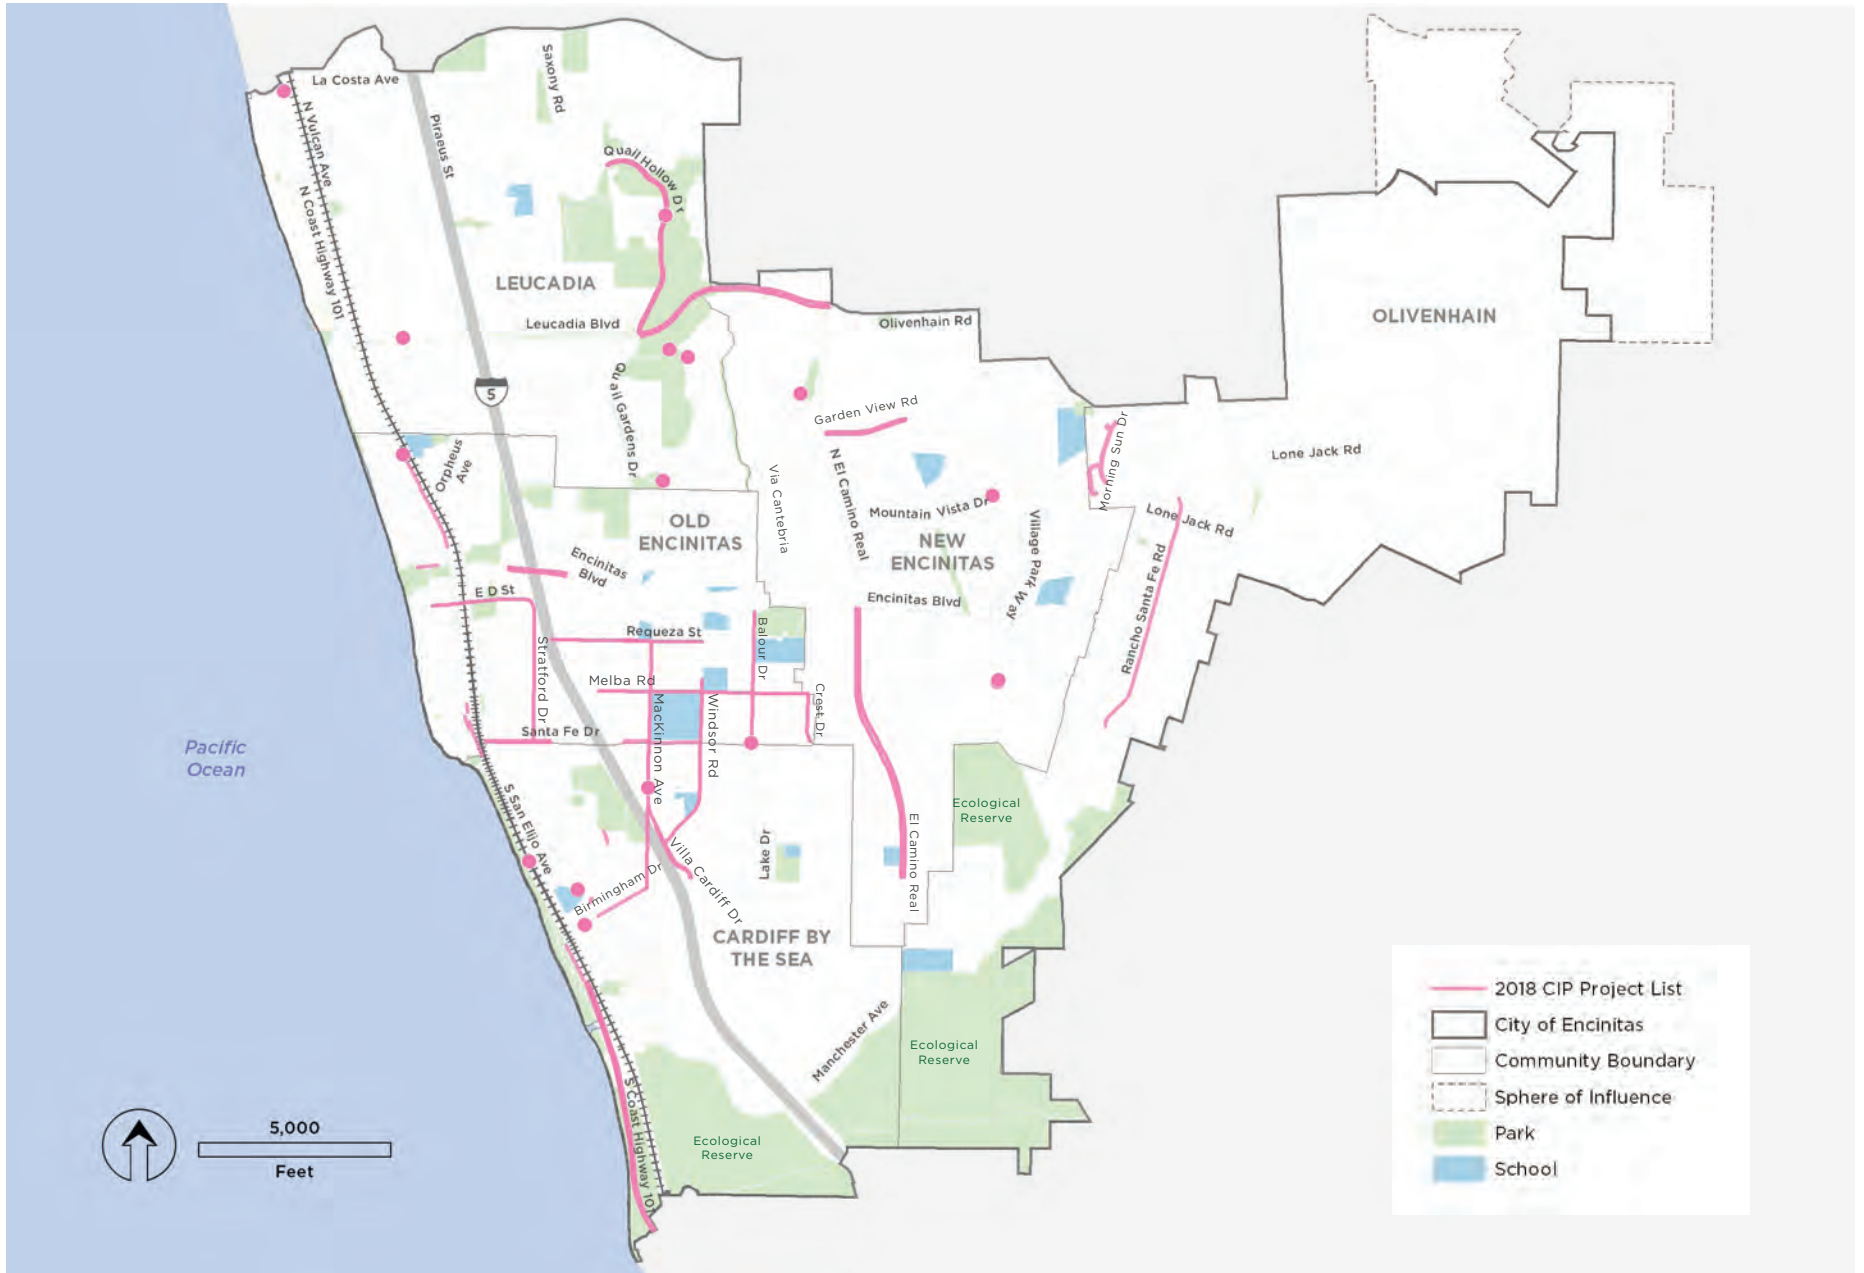 La Costa Ave
Saxony Rd
N Vulcan Ave
Piraeus St
Quail Hollow Dr
N Coast Highway 101
LEUCADIA
Leucadia Blvd
Olivenhain Rd
OLIVENHAIN
5
Quail Gardens Dr
Garden View Rd
Morning Sun Dr
Lone Jack Rd
Orpheus
Ave
Via Cantebria
N El Camino Real
Mountain Vista Dr
Village Park Way
Lone Jack Rd
OLD
ENCINITAS
NEW
ENCINITAS
Encinitas
Blvd
Rancho Santa Fe Rd
E D St
Encinitas Blvd
Requeza St
Balour Dr
Stratford Dr
Melba Rd
MacKinnon Ave
Windsor Rd
Crest Dr
Santa Fe Dr
Pacific
Ocean
S San Elijo Ave
Ecological
Reserve
El Camino Real
Lake Dr
Villa Cardiff Dr
Birmingham Dr
CARDIFF BY
THE SEA
Manchester Ave
Ecological
Reserve
S Coast Highway 101
Ecological
Reserve
5,000
Feet
2018 CIP Project List
City of Encinitas
Community Boundary
Sphere of Influence
Park
School